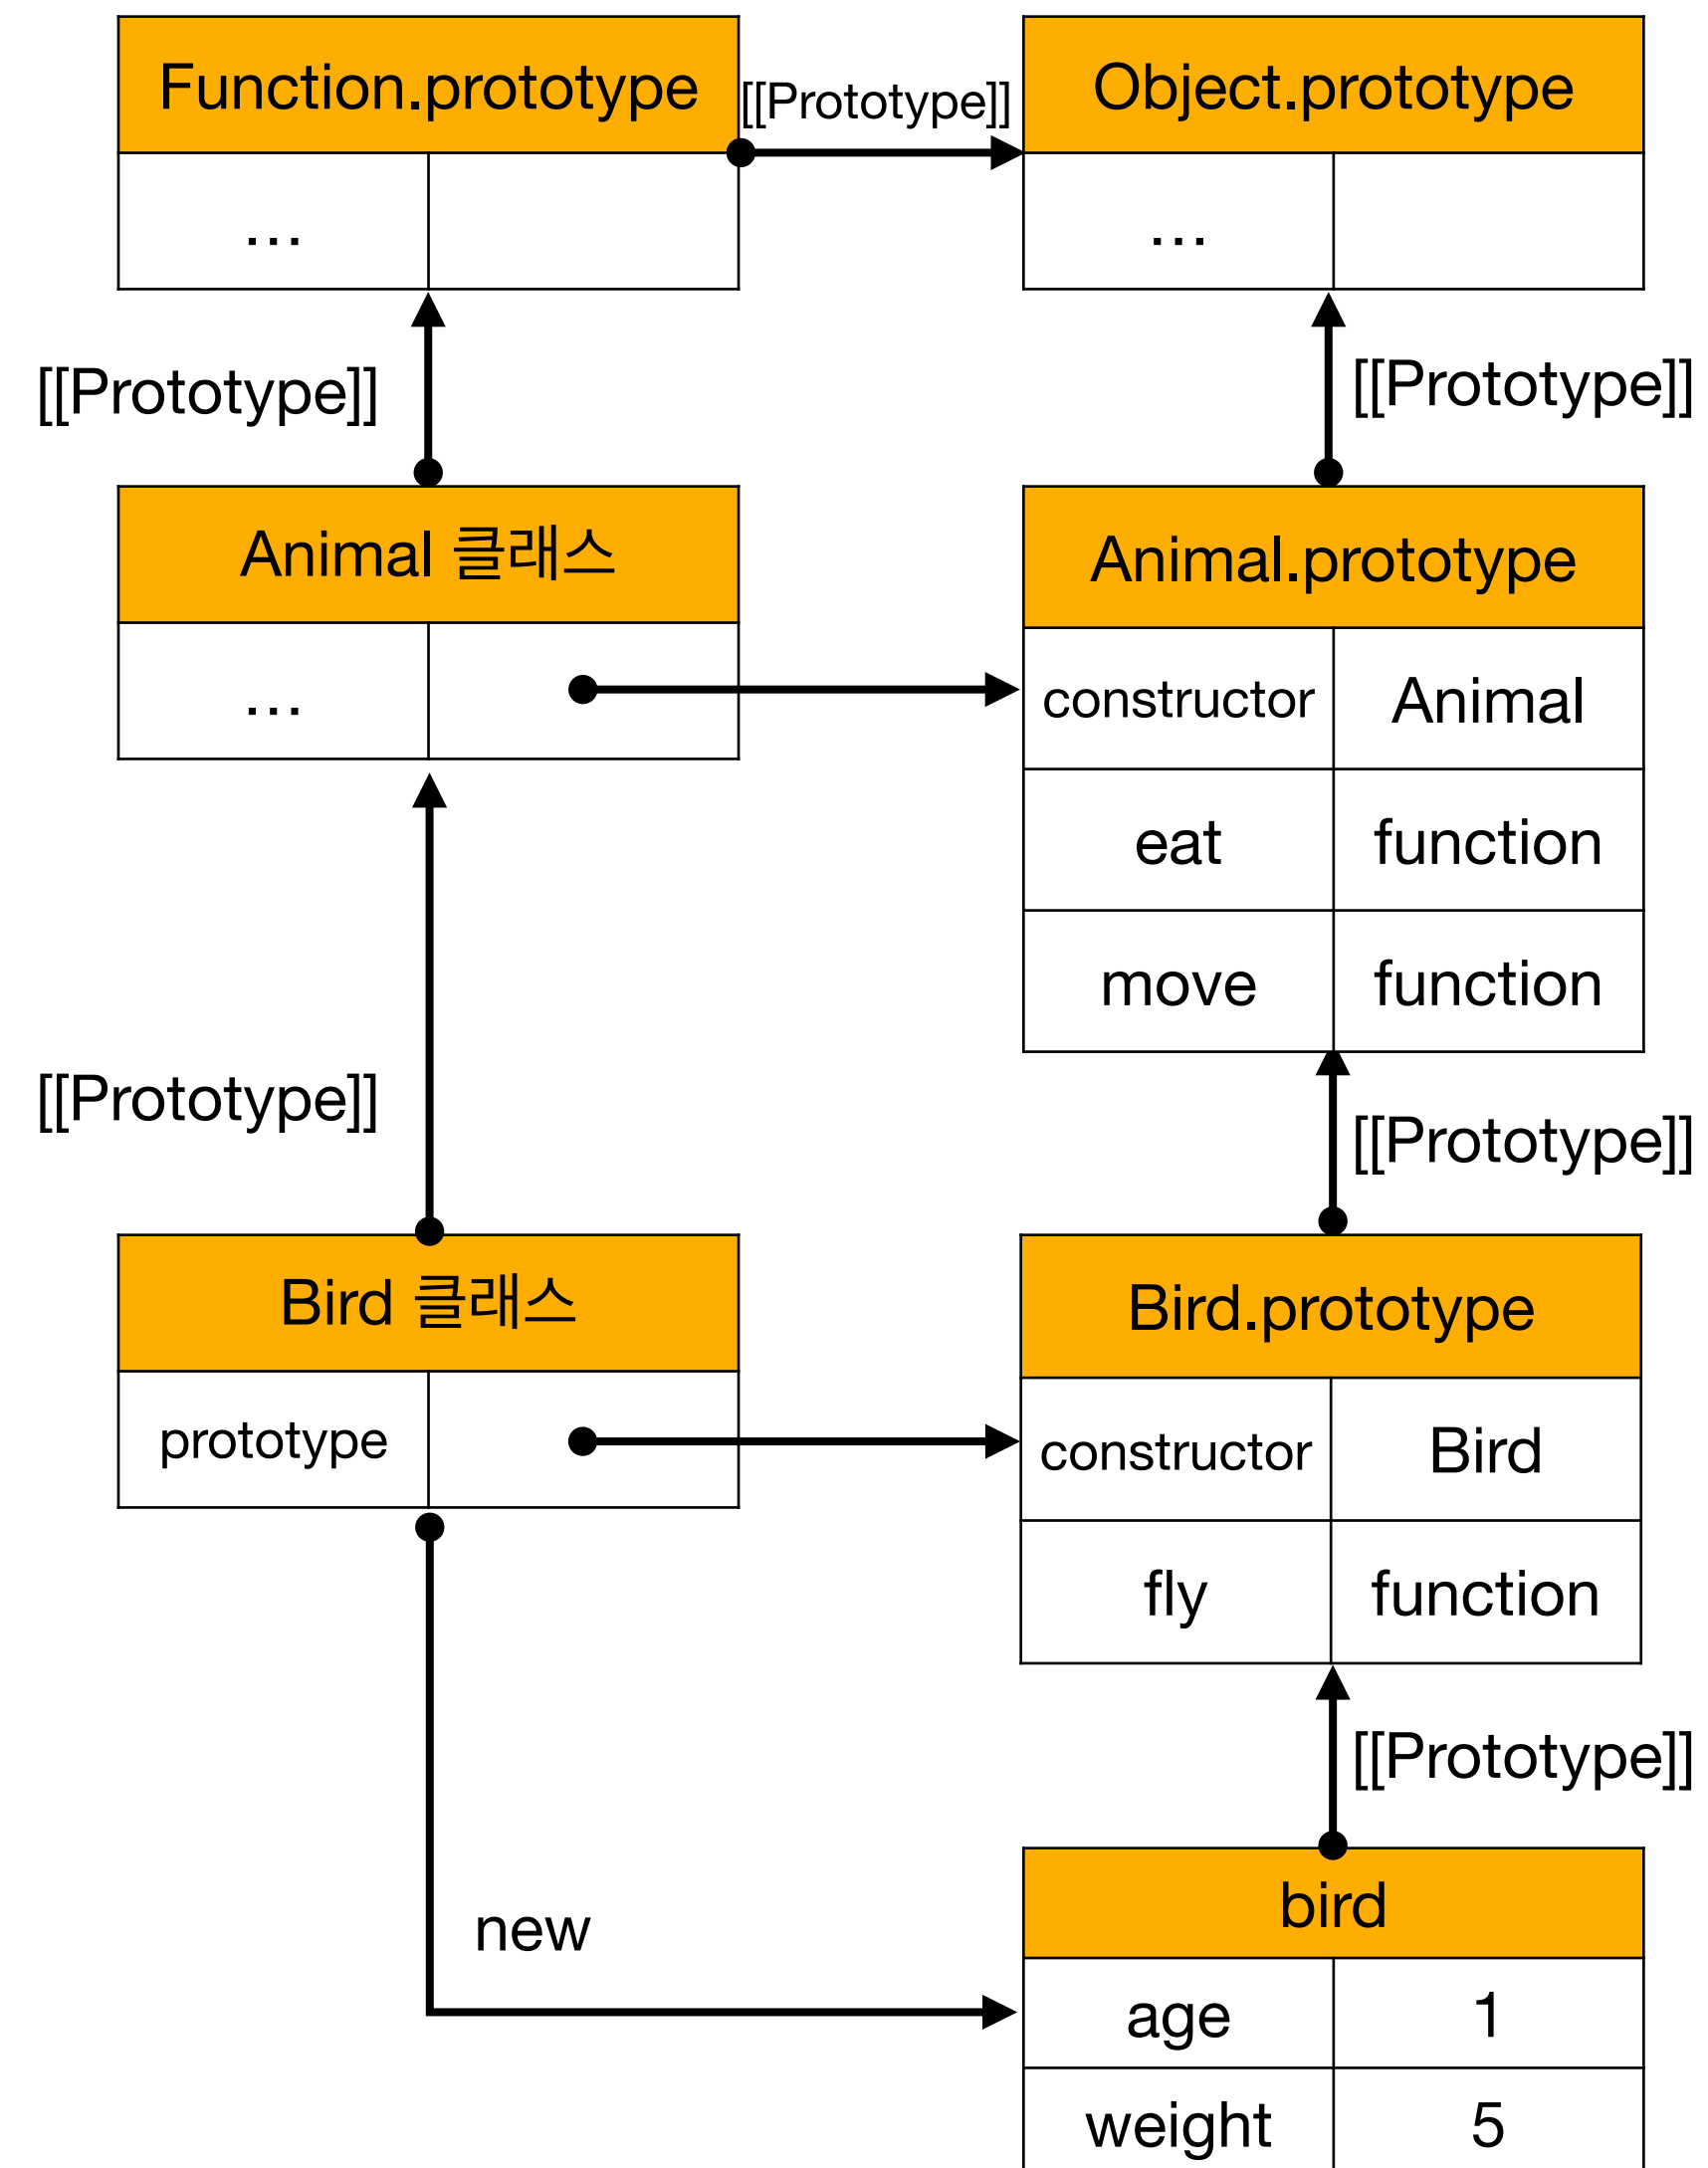 Function.prototype
[[Prototype]]
Object.prototype
...
...
[[Prototype]]
[[Prototype]]
Animal 클래스
Animal.prototype
...
constructor
Animal
eat
function
move
function
[[Prototype]]
[[Prototype]]
Bird 클래스
Bird.prototype
prototype
constructor
Bird
fly
function
[[Prototype]]
bird
new
age
1
weight
5